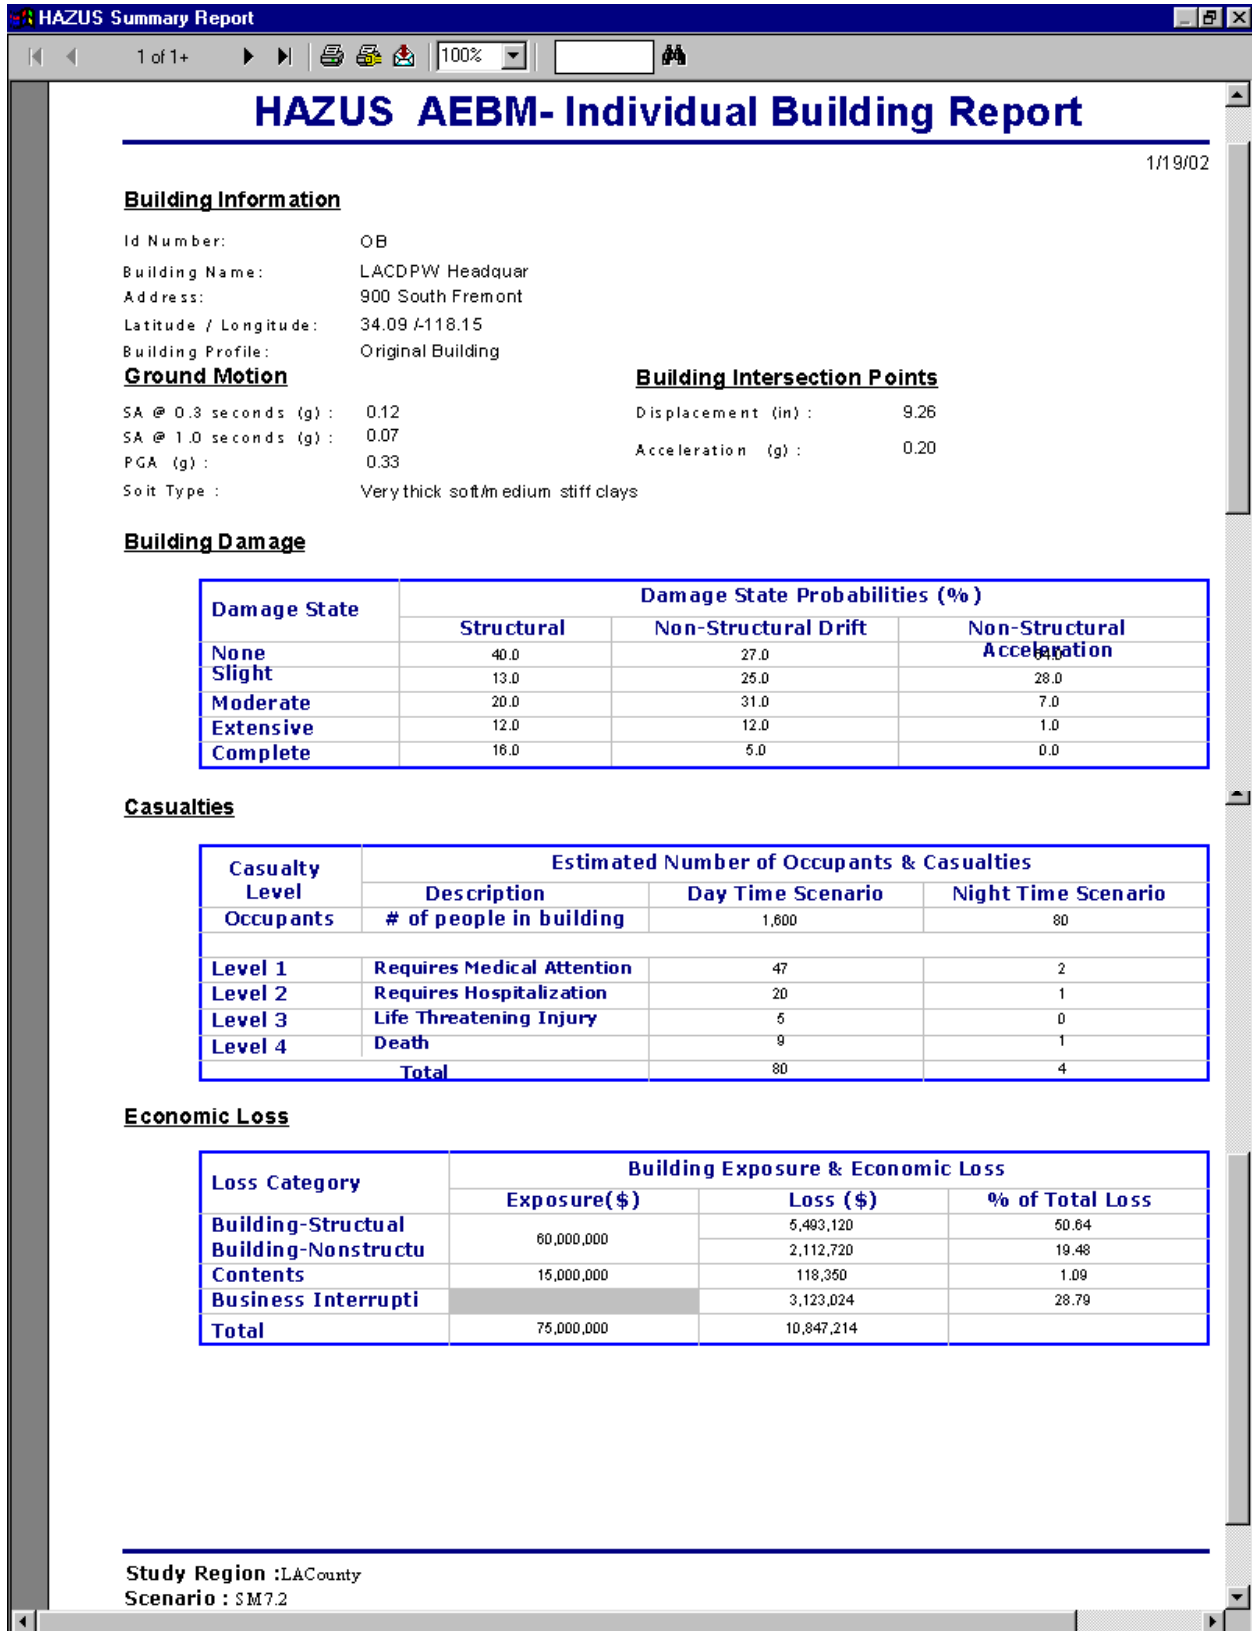 HAZUS Summary Report
1 of 1+ 100%
HAZUS AEBM- Individual Building Report
1/19/02
Building Information
Id Number: OB
Building Name: LACDPW Headquar
Address: 900 South Fremont
Latitude / Longitude: 34.09 /-118.15
Building Profile: Original Building
Ground Motion Building Intersection Points
SA @ 0.3 seconds (g) : 0.12 Displacement (in) : 9.26
SA @ 1.0 seconds (g) : 0.07
Acceleration (g) : 0.20
PGA (g) : 0.33
Soit Type : Very thick soft/medium stiff clays
Building Damage
Damage State Damage State Probabilities (%)
Structural Non-Structural Drift Non-Structural Acceleration
None 40.0 27.0
Slight 13.0 25.0 28.0
Moderate 20.0 31.0 7.0
Extensive 12.0 12.0 1.0
Complete 16.0 5.0 0.0
Casualties
Casualty Level Estimated Number of Occupants & Casualties
Description Day Time Scenario Night Time Scenario
Occupants # of people in building 1,600 80
Level 1 Requires Medical Attention 47 2
Level 2 Requires Hospitalization 20 1
Level 3 Life Threatening Injury 5 0
Level 4 Death 9 1
Total 80 4
Economic Loss
Loss Category Building Exposure & Economic Loss
Exposure($) Loss ($) % of Total Loss
Building-Structual 60,000,000 5,493,120 50.64
Building-Nonstructu 2,112,720 19.48
Contents 15,000,000 118,350 1.09
Business Interrupti 3,123,024 28.79
Total 75,000,000 10,847,214
Study Region :LACounty
Scenario : SM7.2